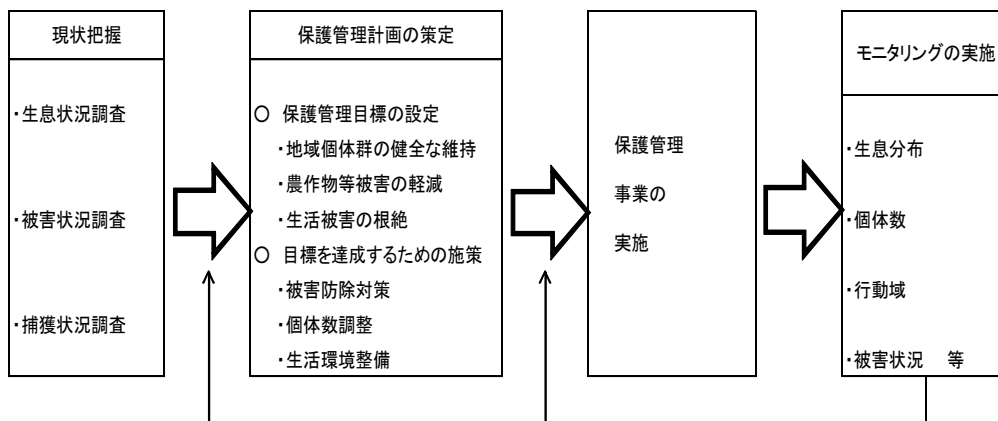 現状把握
・生息状況調査
・被害状況調査
・捕獲状況調査
保護管理計画の策定
○ 保護管理目標の設定
・地域個体群の健全な維持
・農作物等被害の軽減
・生活被害の根絶
○ 目標を達成するための施策
・被害防除対策
・個体数調整
・生活環境整備
保護管理
事業の
実施
モニタリングの実施
・生息分布
・個体数
・行動域
・被害状況 等